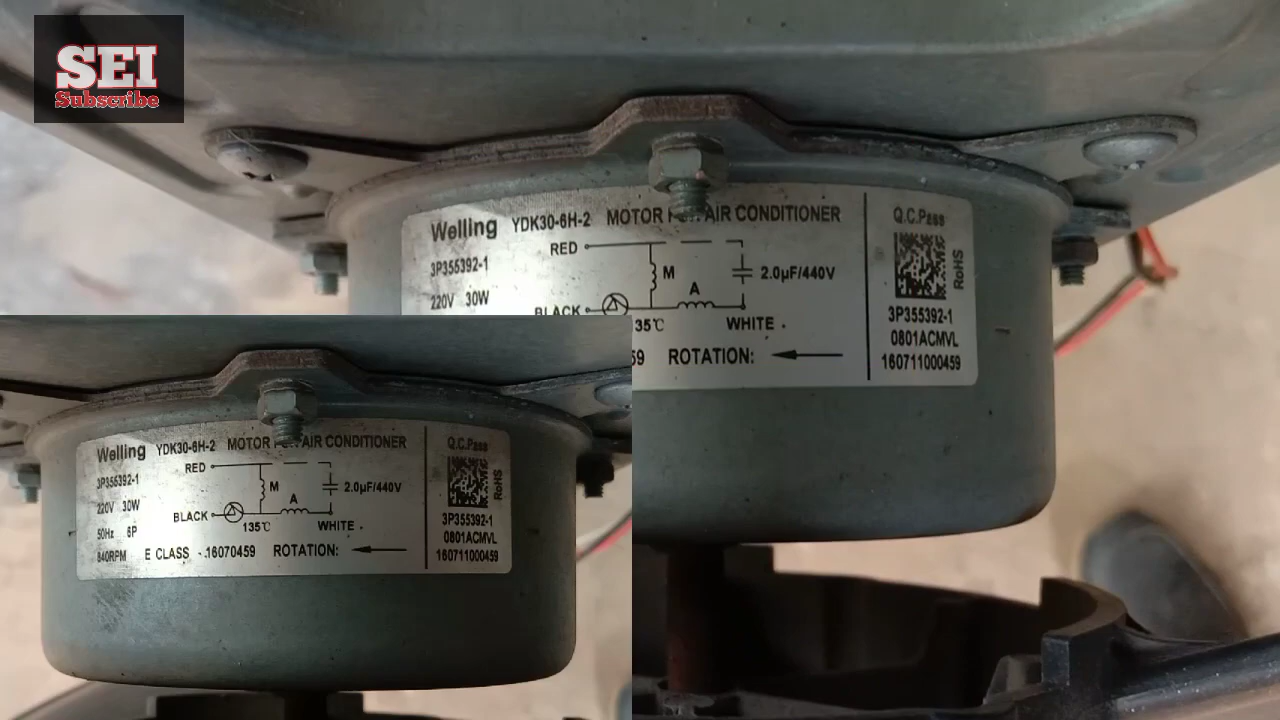 SEI
Subscribe
Welling YDK30-6H-2 MOTOR AIR CONDITIONER
RED
3P355392-1
M
2.0µF/440V
220V 30W
A
BLACK
35℃
WHITE
59 ROTATION:
Q.C.Pass
RoHS
3P355392-1
0801ACMVL
160711000459
Welling YDK30-6H-2 MOTOR AIR CONDITIONER
RED
3P355392-1
M
2.0µF/440V
220V 30W
A
BLACK
50Hz 6P
135℃
WHITE
840RPM E CLASS 16070459 ROTATION:
Q.C.Pass
RoHS
3P355392-1
0801ACMVL
160711000459